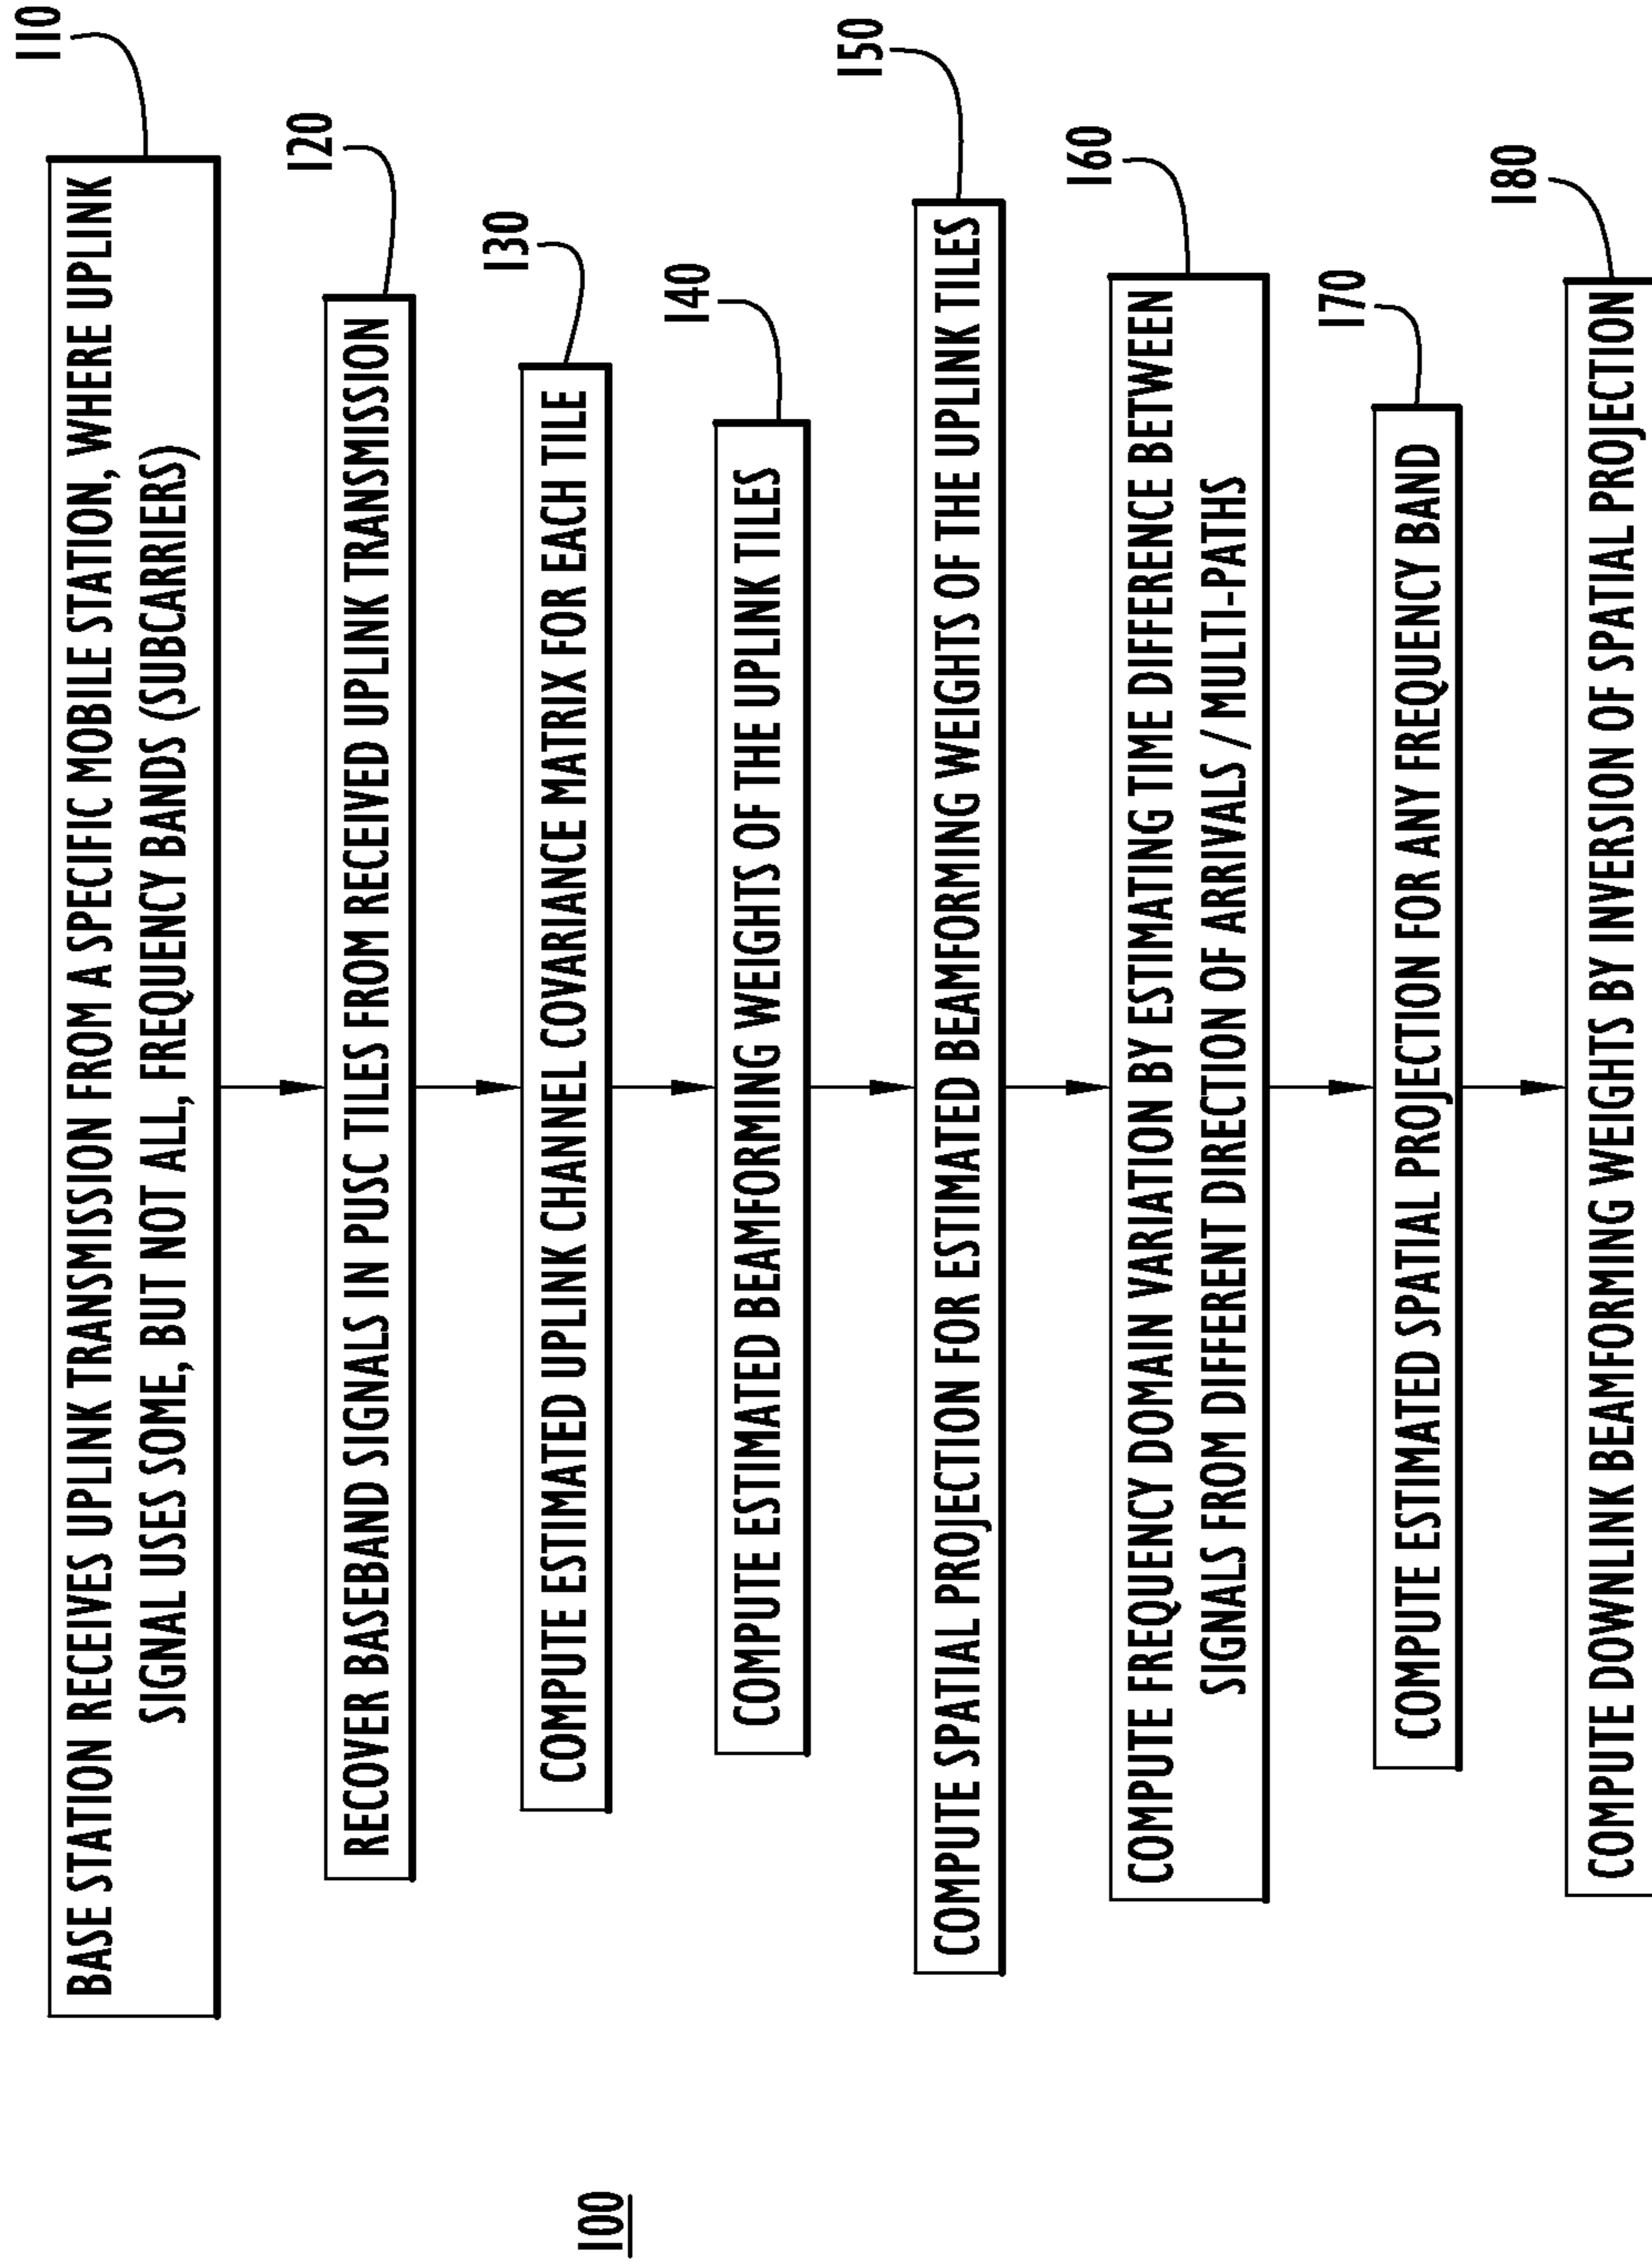 100
110
BASE STATION RECEIVES UPLINK TRANSMISSION FROM A SPECIFIC MOBILE STATION, WHERE UPLINK
SIGNAL USES SOME, BUT NOT ALL, FREQUENCY BANDS (SUBCARRIERS)
120
RECOVER BASEBAND SIGNALS IN PUSC TILES FROM RECEIVED UPLINK TRANSMISSION
130
COMPUTE ESTIMATED UPLINK CHANNEL COVARIANCE MATRIX FOR EACH TILE
140
COMPUTE ESTIMATED BEAMFORMING WEIGHTS OF THE UPLINK TILES
150
COMPUTE SPATIAL PROJECTION FOR ESTIMATED BEAMFORMING WEIGHTS OF THE UPLINK TILES
160
COMPUTE FREQUENCY DOMAIN VARIATION BY ESTIMATING TIME DIFFERENCE BETWEEN
SIGNALS FROM DIFFERENT DIRECTION OF ARRIVALS / MULTI-PATHS
170
COMPUTE ESTIMATED SPATIAL PROJECTION FOR ANY FREQUENCY BAND
180
COMPUTE DOWNLINK BEAMFORMING WEIGHTS BY INVERSION OF SPATIAL PROJECTION